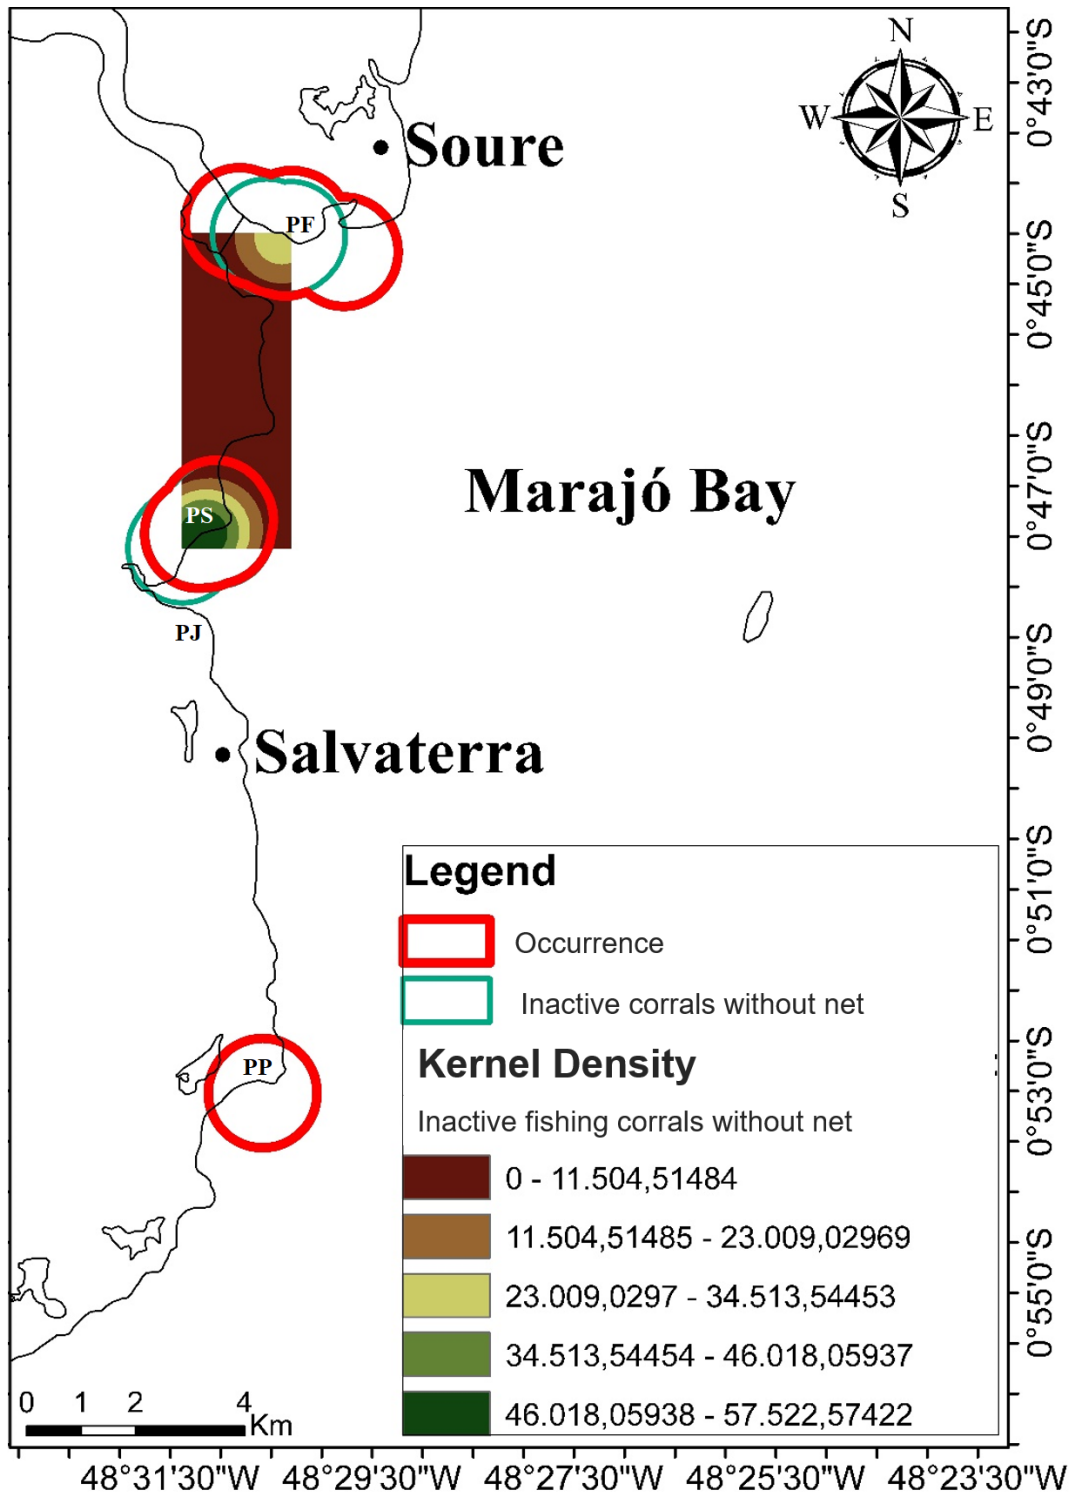 N
W
E
S
Soure
PF
Marajó Bay
PS
PJ
Salvaterra
PP
Legend
Occurrence
Inactive corrals without net
Kernel Density
Inactive fishing corrals without net
0 - 11.504,51484
11.504,51485 - 23.009,02969
23.009,0297 - 34.513,54453
34.513,54454 - 46.018,05937
46.018,05938 - 57.522,57422
0 1 2 4
Km
0°43'0"S
0°45'0"S
0°47'0"S
0°49'0"S
0°51'0"S
0°53'0"S
0°55'0"S
48°31'30"W 48°29'30"W 48°27'30"W 48°25'30"W 48°23'30"W